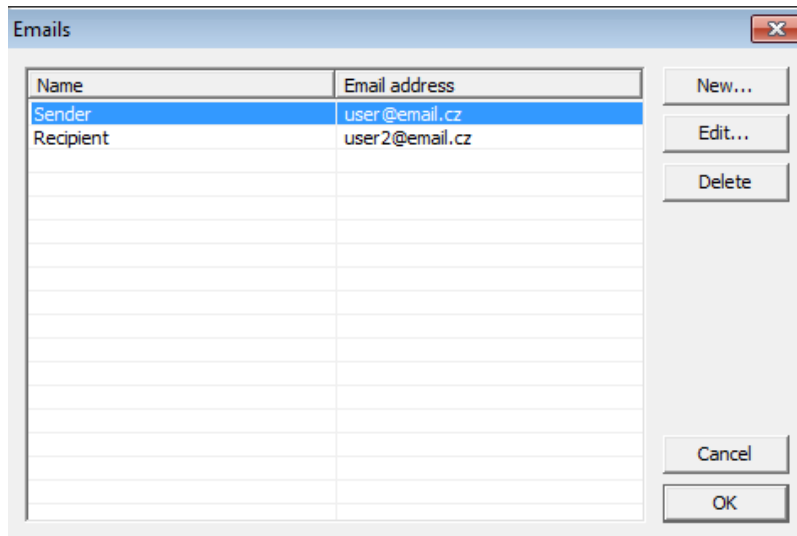 Emails
Name Email address New...
Sender user@email.cz
Recipient user2@email.cz Edit...
Delete
Cancel
OK